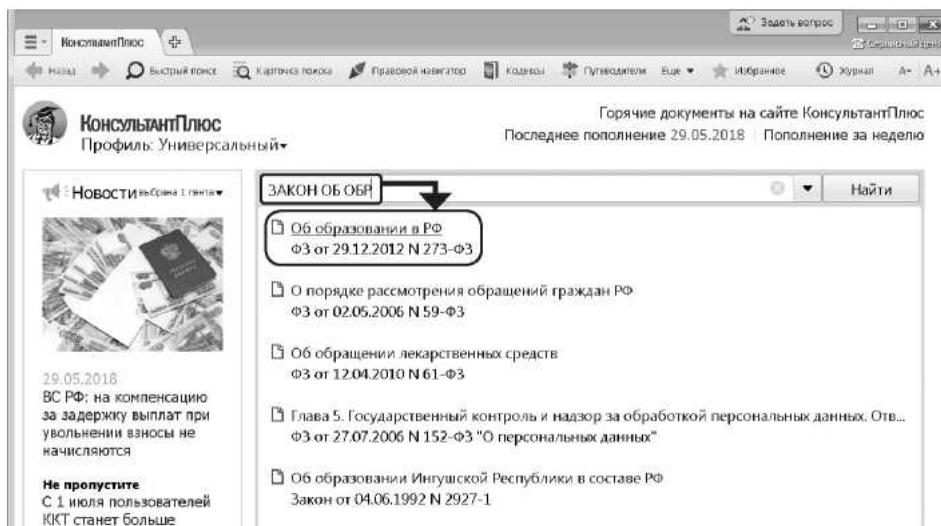 Задать вопрос
КонсультантПлюс
Сервисный центр
Назад Быстрый поиск Карточка поиска Правовой навигатор Кодексы Путеводители Еще Избранное Журнал A- A+
КонсультантПлюс
Профиль: Универсальный
Горячие документы на сайте КонсультантПлюс
Последнее пополнение 29.05.2018 Пополнение за неделю
Новости выбрана 1 лента
29.05.2018
ВС РФ: на компенсацию
за задержку выплат при
увольнении взносы не
начисляются
Не пропустите
С 1 июля пользователей
ККТ станет больше
ЗАКОН ОБ ОБР
Найти
Об образовании в РФ
ФЗ от 29.12.2012 N 273-ФЗ
О порядке рассмотрения обращений граждан РФ
ФЗ от 02.05.2006 N 59-ФЗ
Об обращении лекарственных средств
ФЗ от 12.04.2010 N 61-ФЗ
Глава 5. Государственный контроль и надзор за обработкой персональных данных. Отв...
ФЗ от 27.07.2006 N 152-ФЗ "О персональных данных"
Об образовании Ингушской Республики в составе РФ
Закон от 04.06.1992 N 2927-1